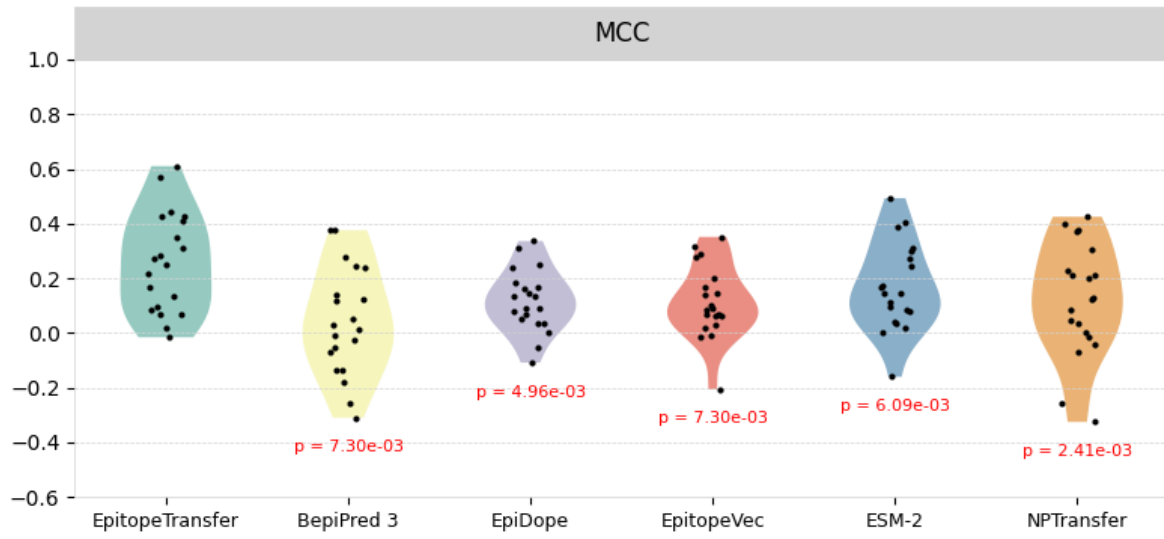 MCC
1.0
0.8
0.6
0.4
0.2
0.0
−0.2
−0.4
−0.6
p = 7.30e-03
p = 4.96e-03
p = 7.30e-03
p = 6.09e-03
p = 2.41e-03
EpitopeTransfer
BepiPred 3
EpiDope
EpitopeVec
ESM-2
NPTransfer